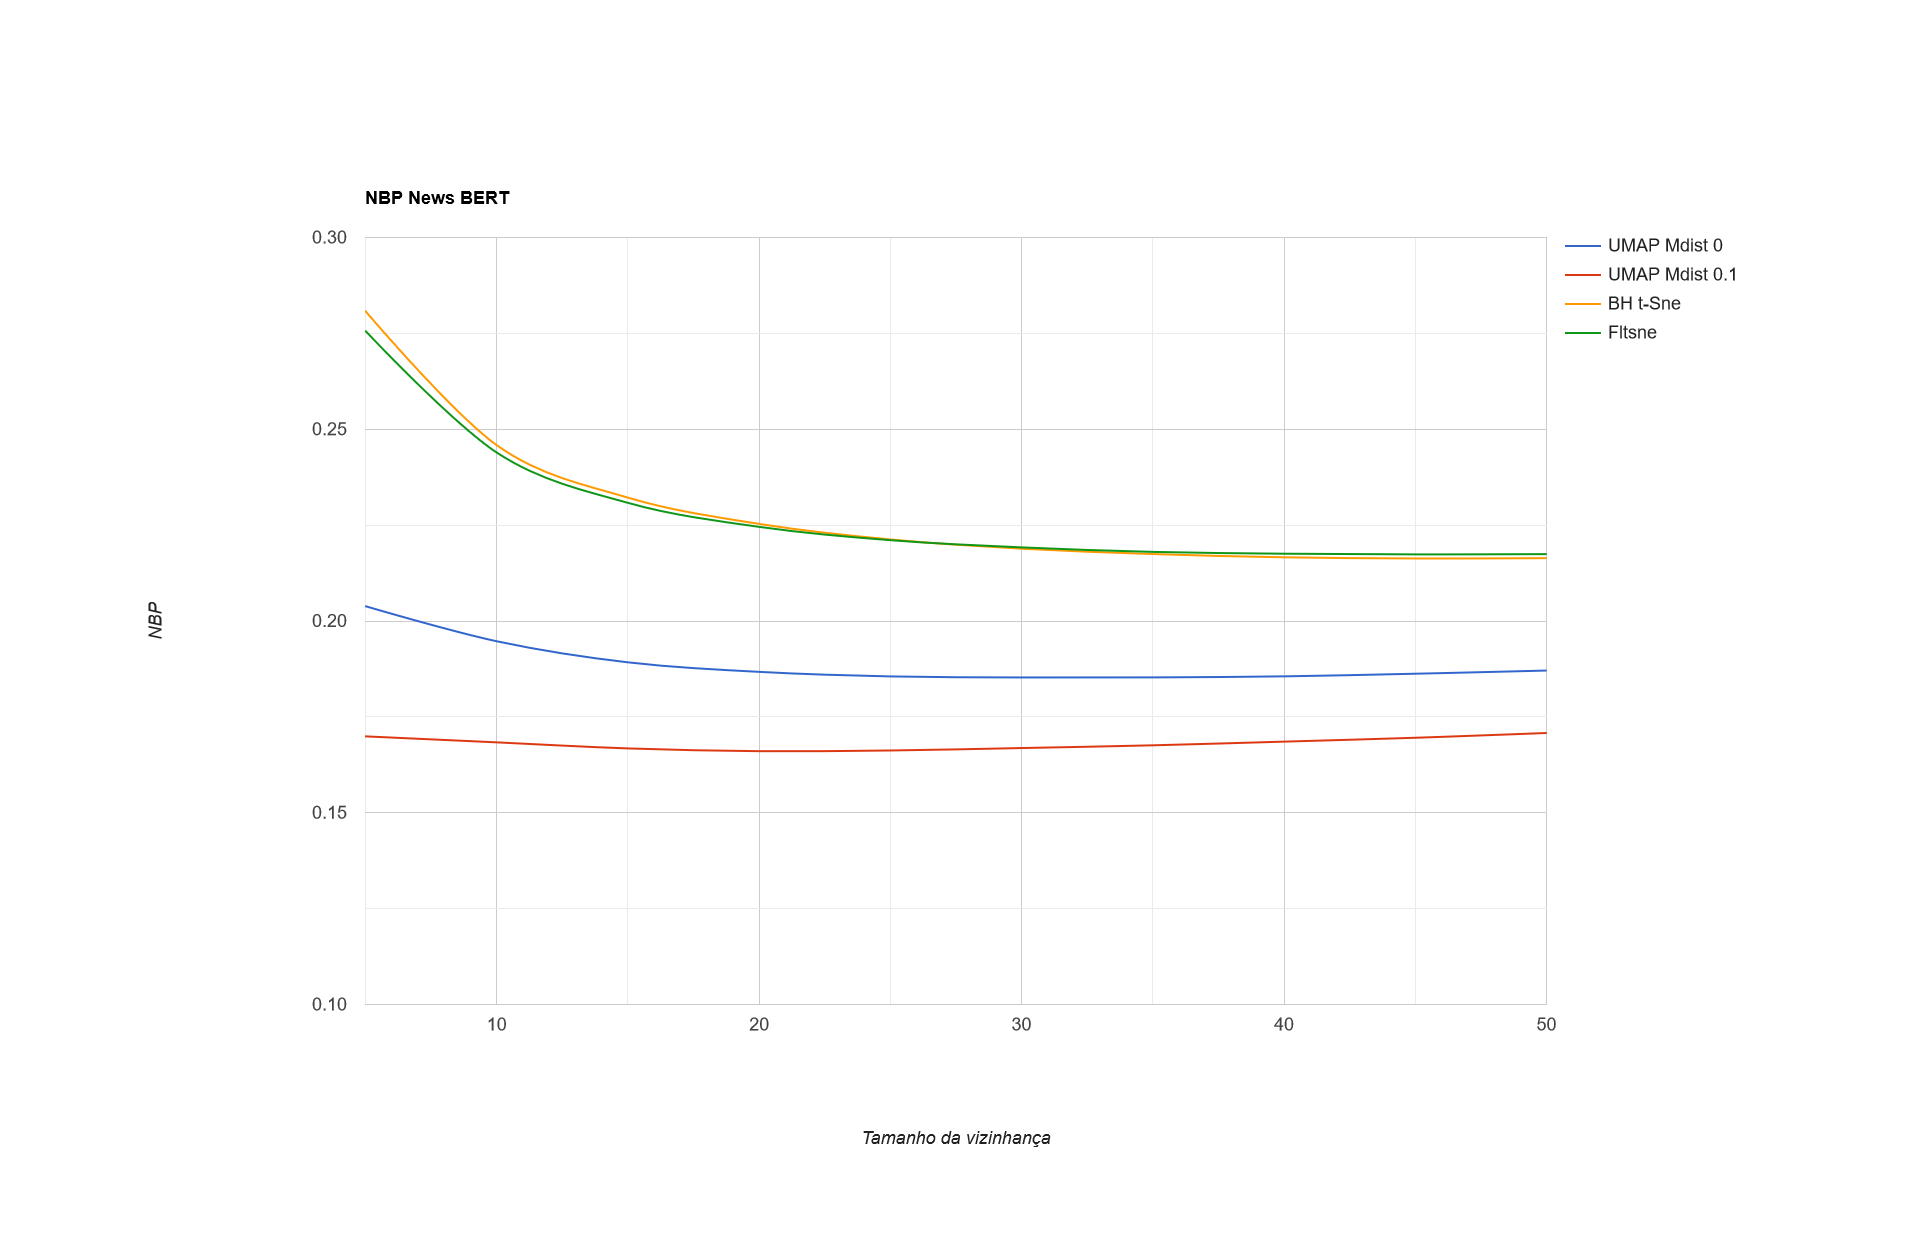 NBP News BERT
0.30
0.25
0.20
0.15
0.10
NBP
10 20 30 40 50
Tamanho da vizinhança
UMAP Mdist 0
UMAP Mdist 0.1
BH t-Sne
FItsne